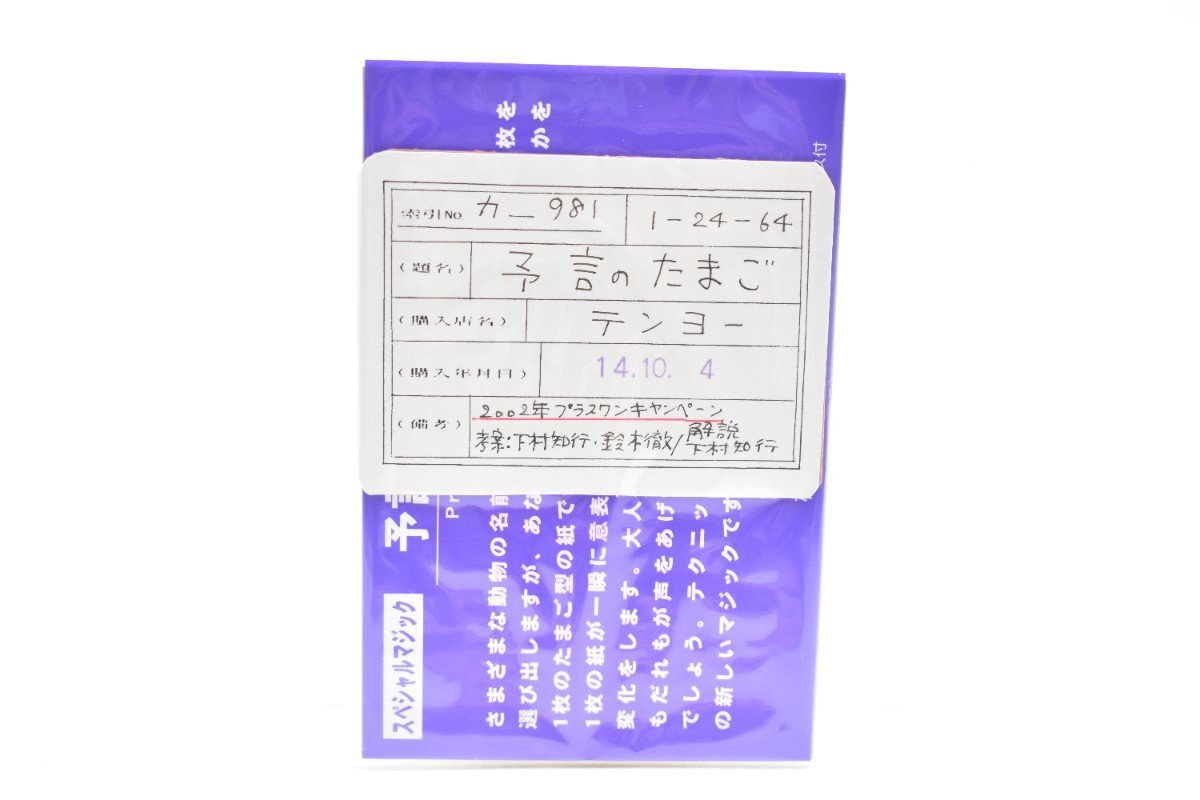 索引No カ―981 1-24-64
(題名) 予言のたまご
(購入店名) テンヨー
(購入年月日) 14.10. 4
(備考) 2002年プラスワンキャンペーン
考案:下村知行・鈴木徹/解説 下村知行
枚を
かを
付
予言
Pr
スペシャルマジック
さまざまな動物の名前
選び出しますが、あな
1枚のたまご型の紙で
1枚の紙が一瞬に意表
変化をします。大人
もだれもが声をあげ
でしょう。テクニッ
の新しいマジックです